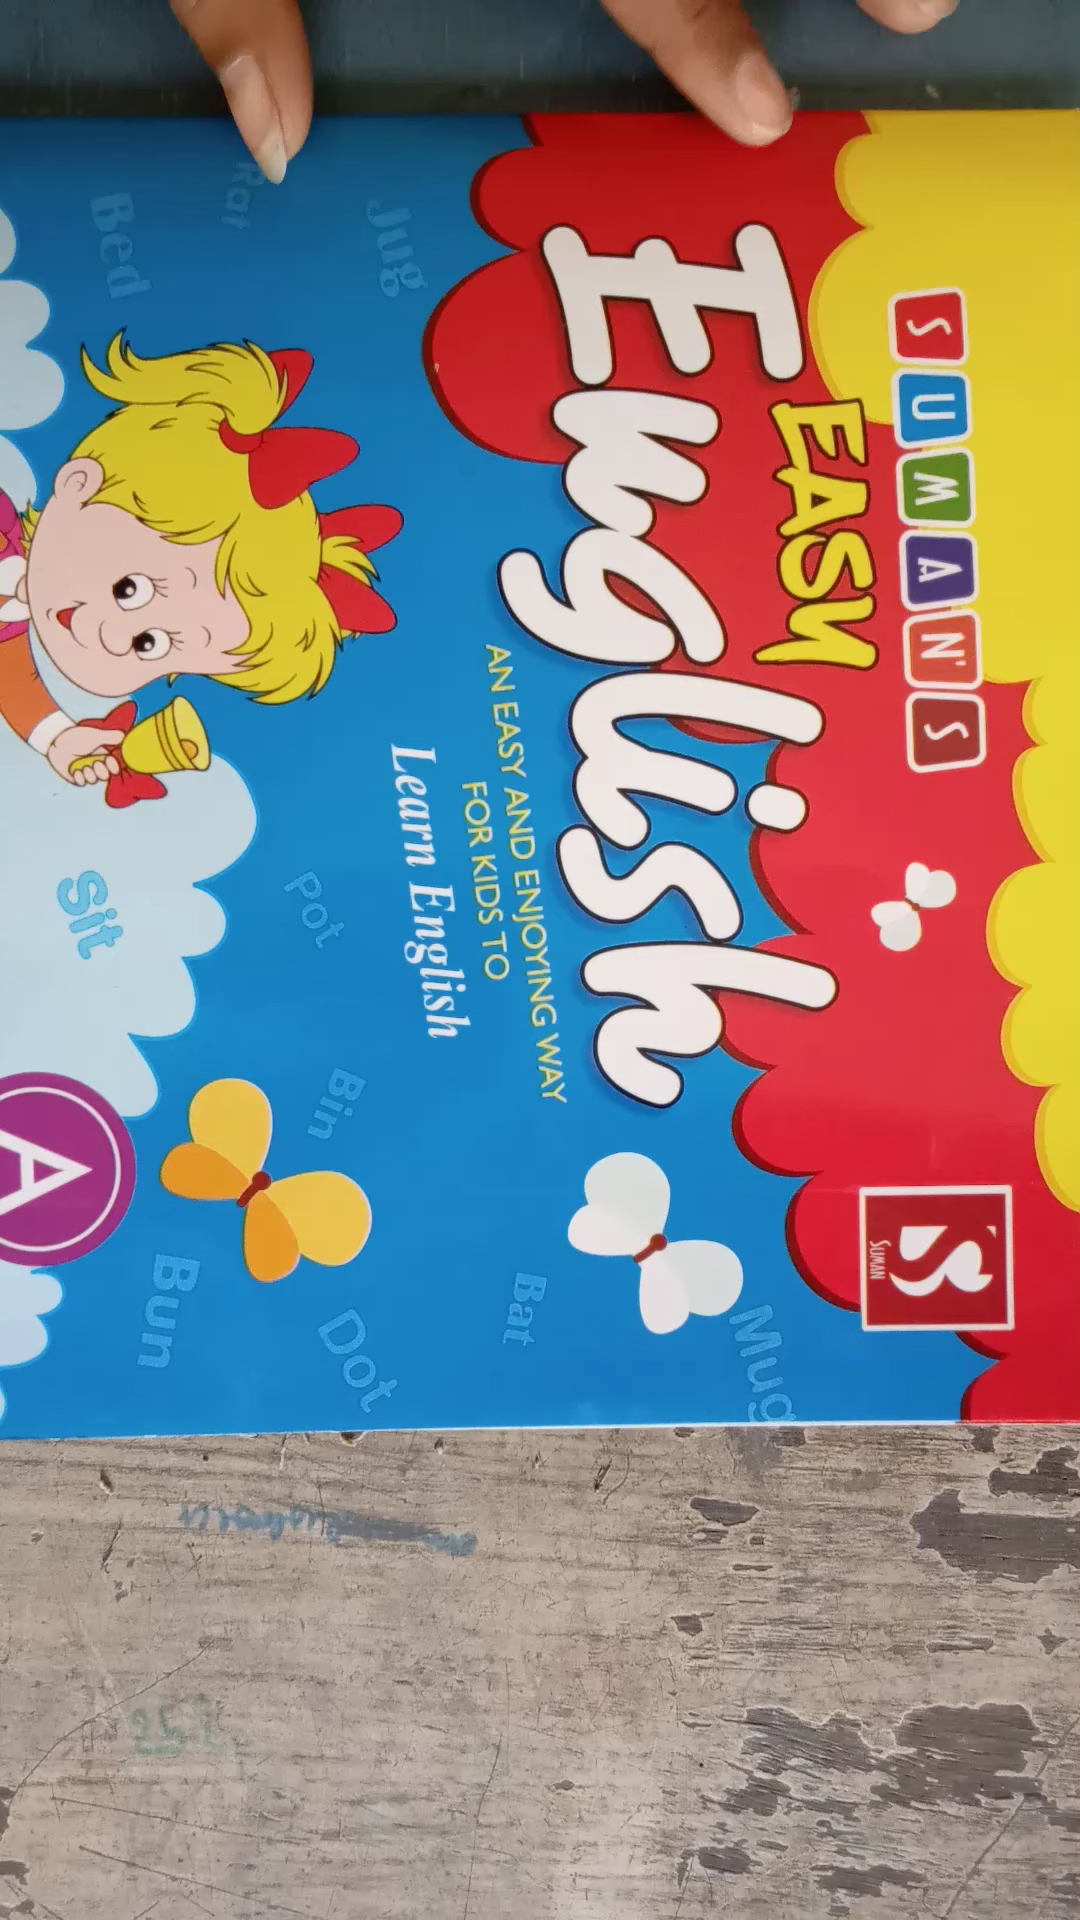 SUMAN'S
SUMAN
EASY
English
AN EASY AND ENJOYING WAY
FOR KIDS TO
Learn English
Mug
Bat
Jug
Rat
Bed
Pot
Bin
Dot
Sit
Bun
A